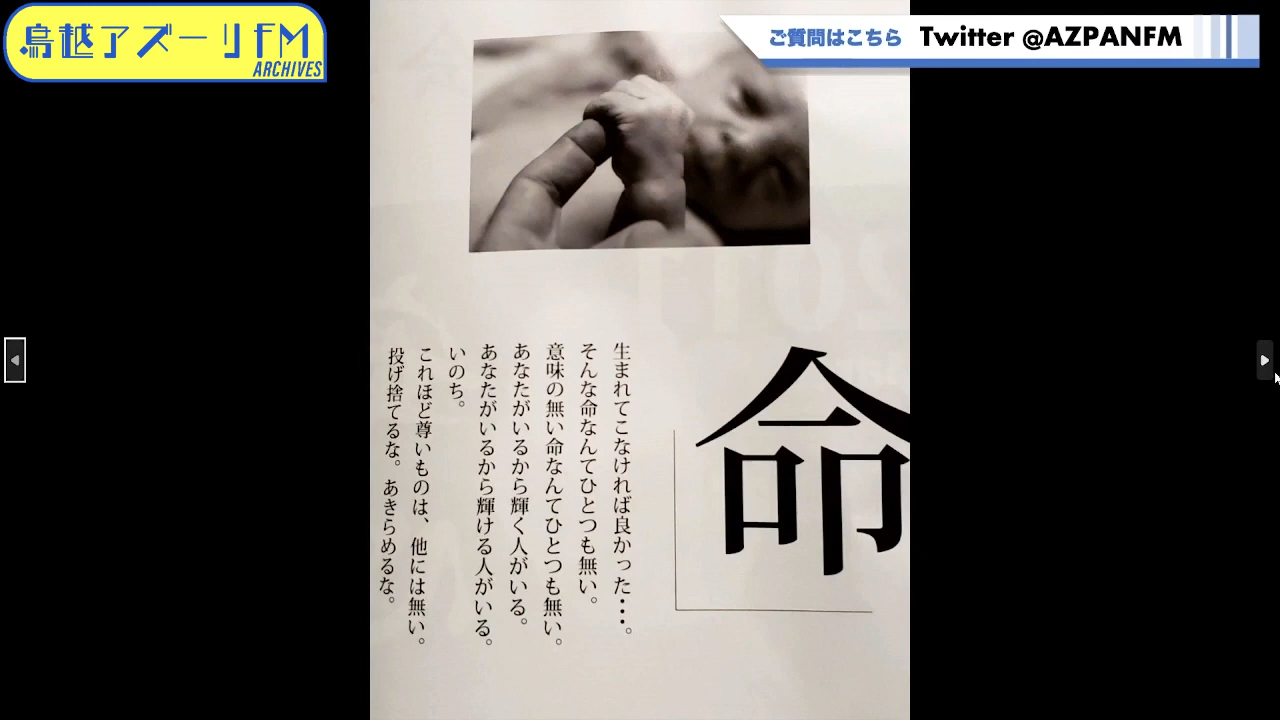 鳥越アズーリFM
ARCHIVES
ご質問はこちら Twitter @AZPANFM
命
生まれてこなければ良かった・・・。
そんな命なんてひとつも無い。
意味の無い命なんてひとつも無い。
あなたがいるから輝く人がいる。
あなたがいるから輝ける人がいる。
いのち。
これほど尊いものは、他には無い。
投げ捨てるな。あきらめるな。
2011